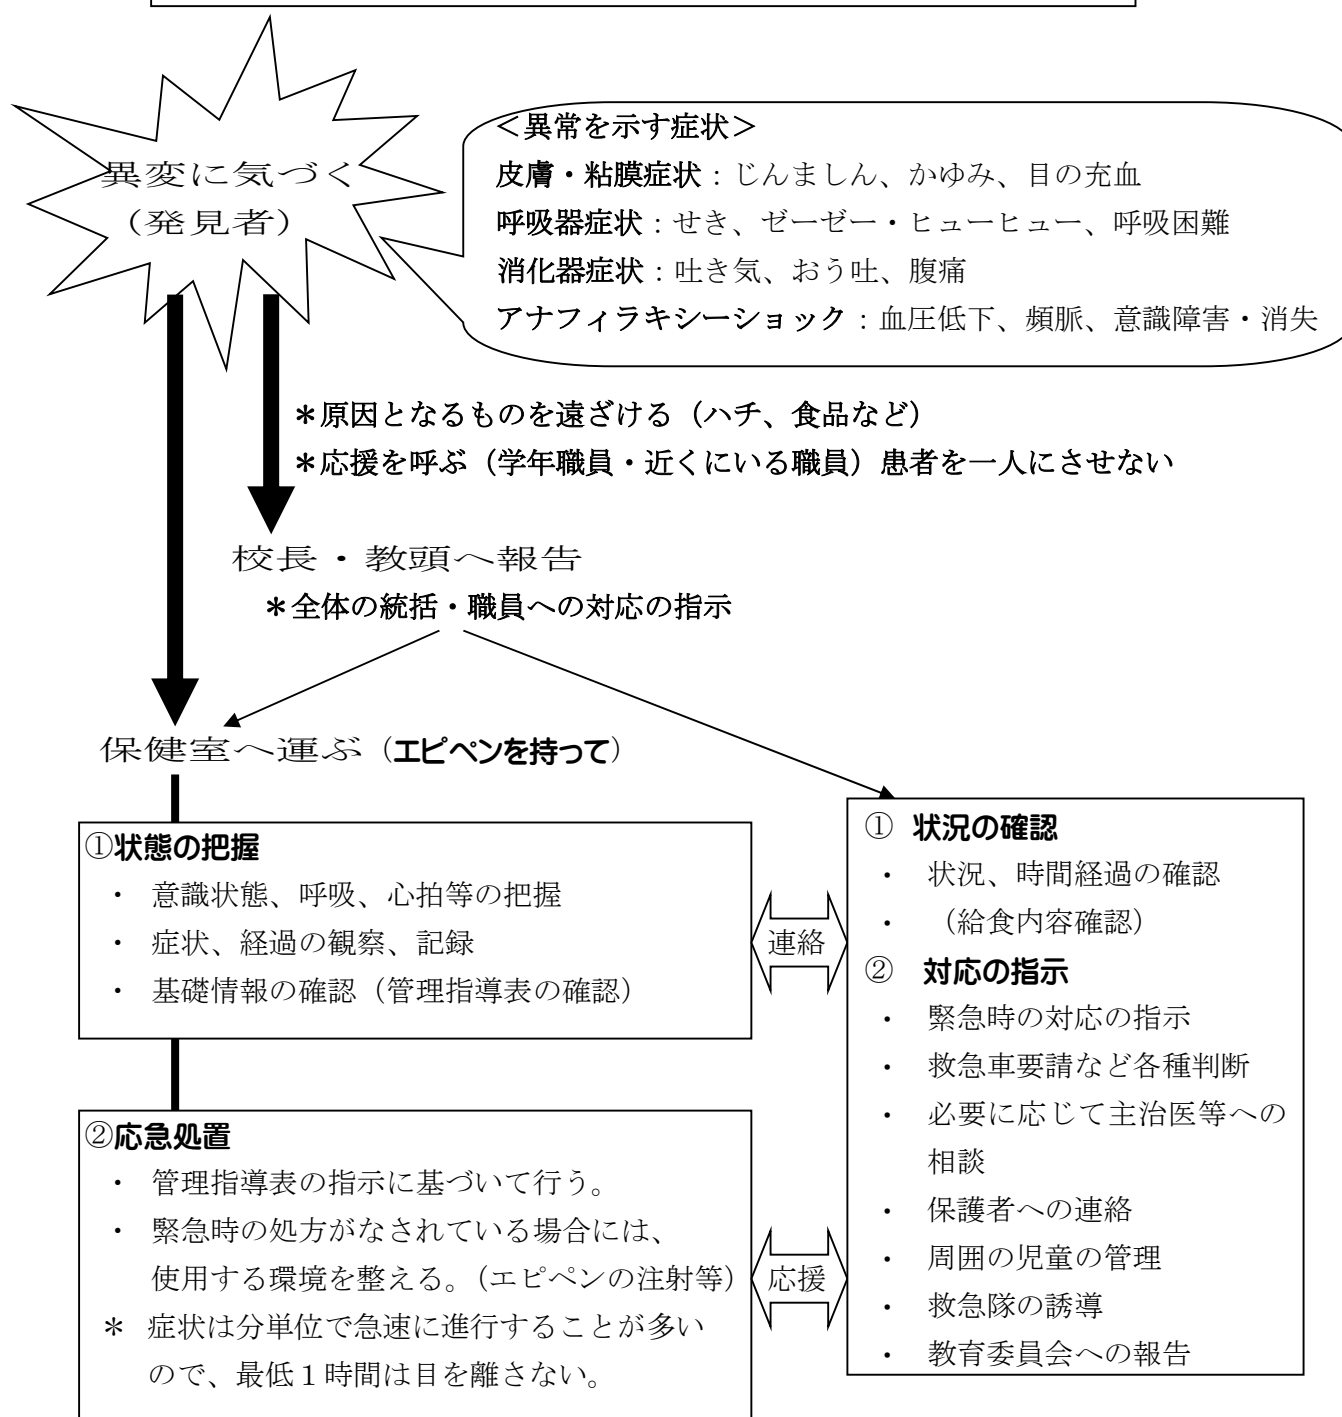 異変に気づく
（発見者）
＜異常を示す症状＞
皮膚・粘膜症状：じんましん、かゆみ、目の充血
呼吸器症状：せき、ゼーゼー・ヒューヒュー、呼吸困難
消化器症状：吐き気、おう吐、腹痛
アナフィラキシーショック：血圧低下、頻脈、意識障害・消失
＊原因となるものを遠ざける（ハチ、食品など）
＊応援を呼ぶ（学年職員・近くにいる職員）患者を一人にさせない
校長・教頭へ報告
＊全体の統括・職員への対応の指示
保健室へ運ぶ（エピペンを持って）
①状態の把握
・ 意識状態、呼吸、心拍等の把握
・ 症状、経過の観察、記録
・ 基礎情報の確認（管理指導表の確認）
連絡
②応急処置
・ 管理指導表の指示に基づいて行う。
・ 緊急時の処方がなされている場合には、
使用する環境を整える。（エピペンの注射等）
＊ 症状は分単位で急速に進行することが多い
ので、最低１時間は目を離さない。
応援
① 状況の確認
・ 状況、時間経過の確認
・ （給食内容確認）
② 対応の指示
・ 緊急時の対応の指示
・ 救急車要請など各種判断
・ 必要に応じて主治医等への
相談
・ 保護者への連絡
・ 周囲の児童の管理
・ 救急隊の誘導
・ 教育委員会への報告